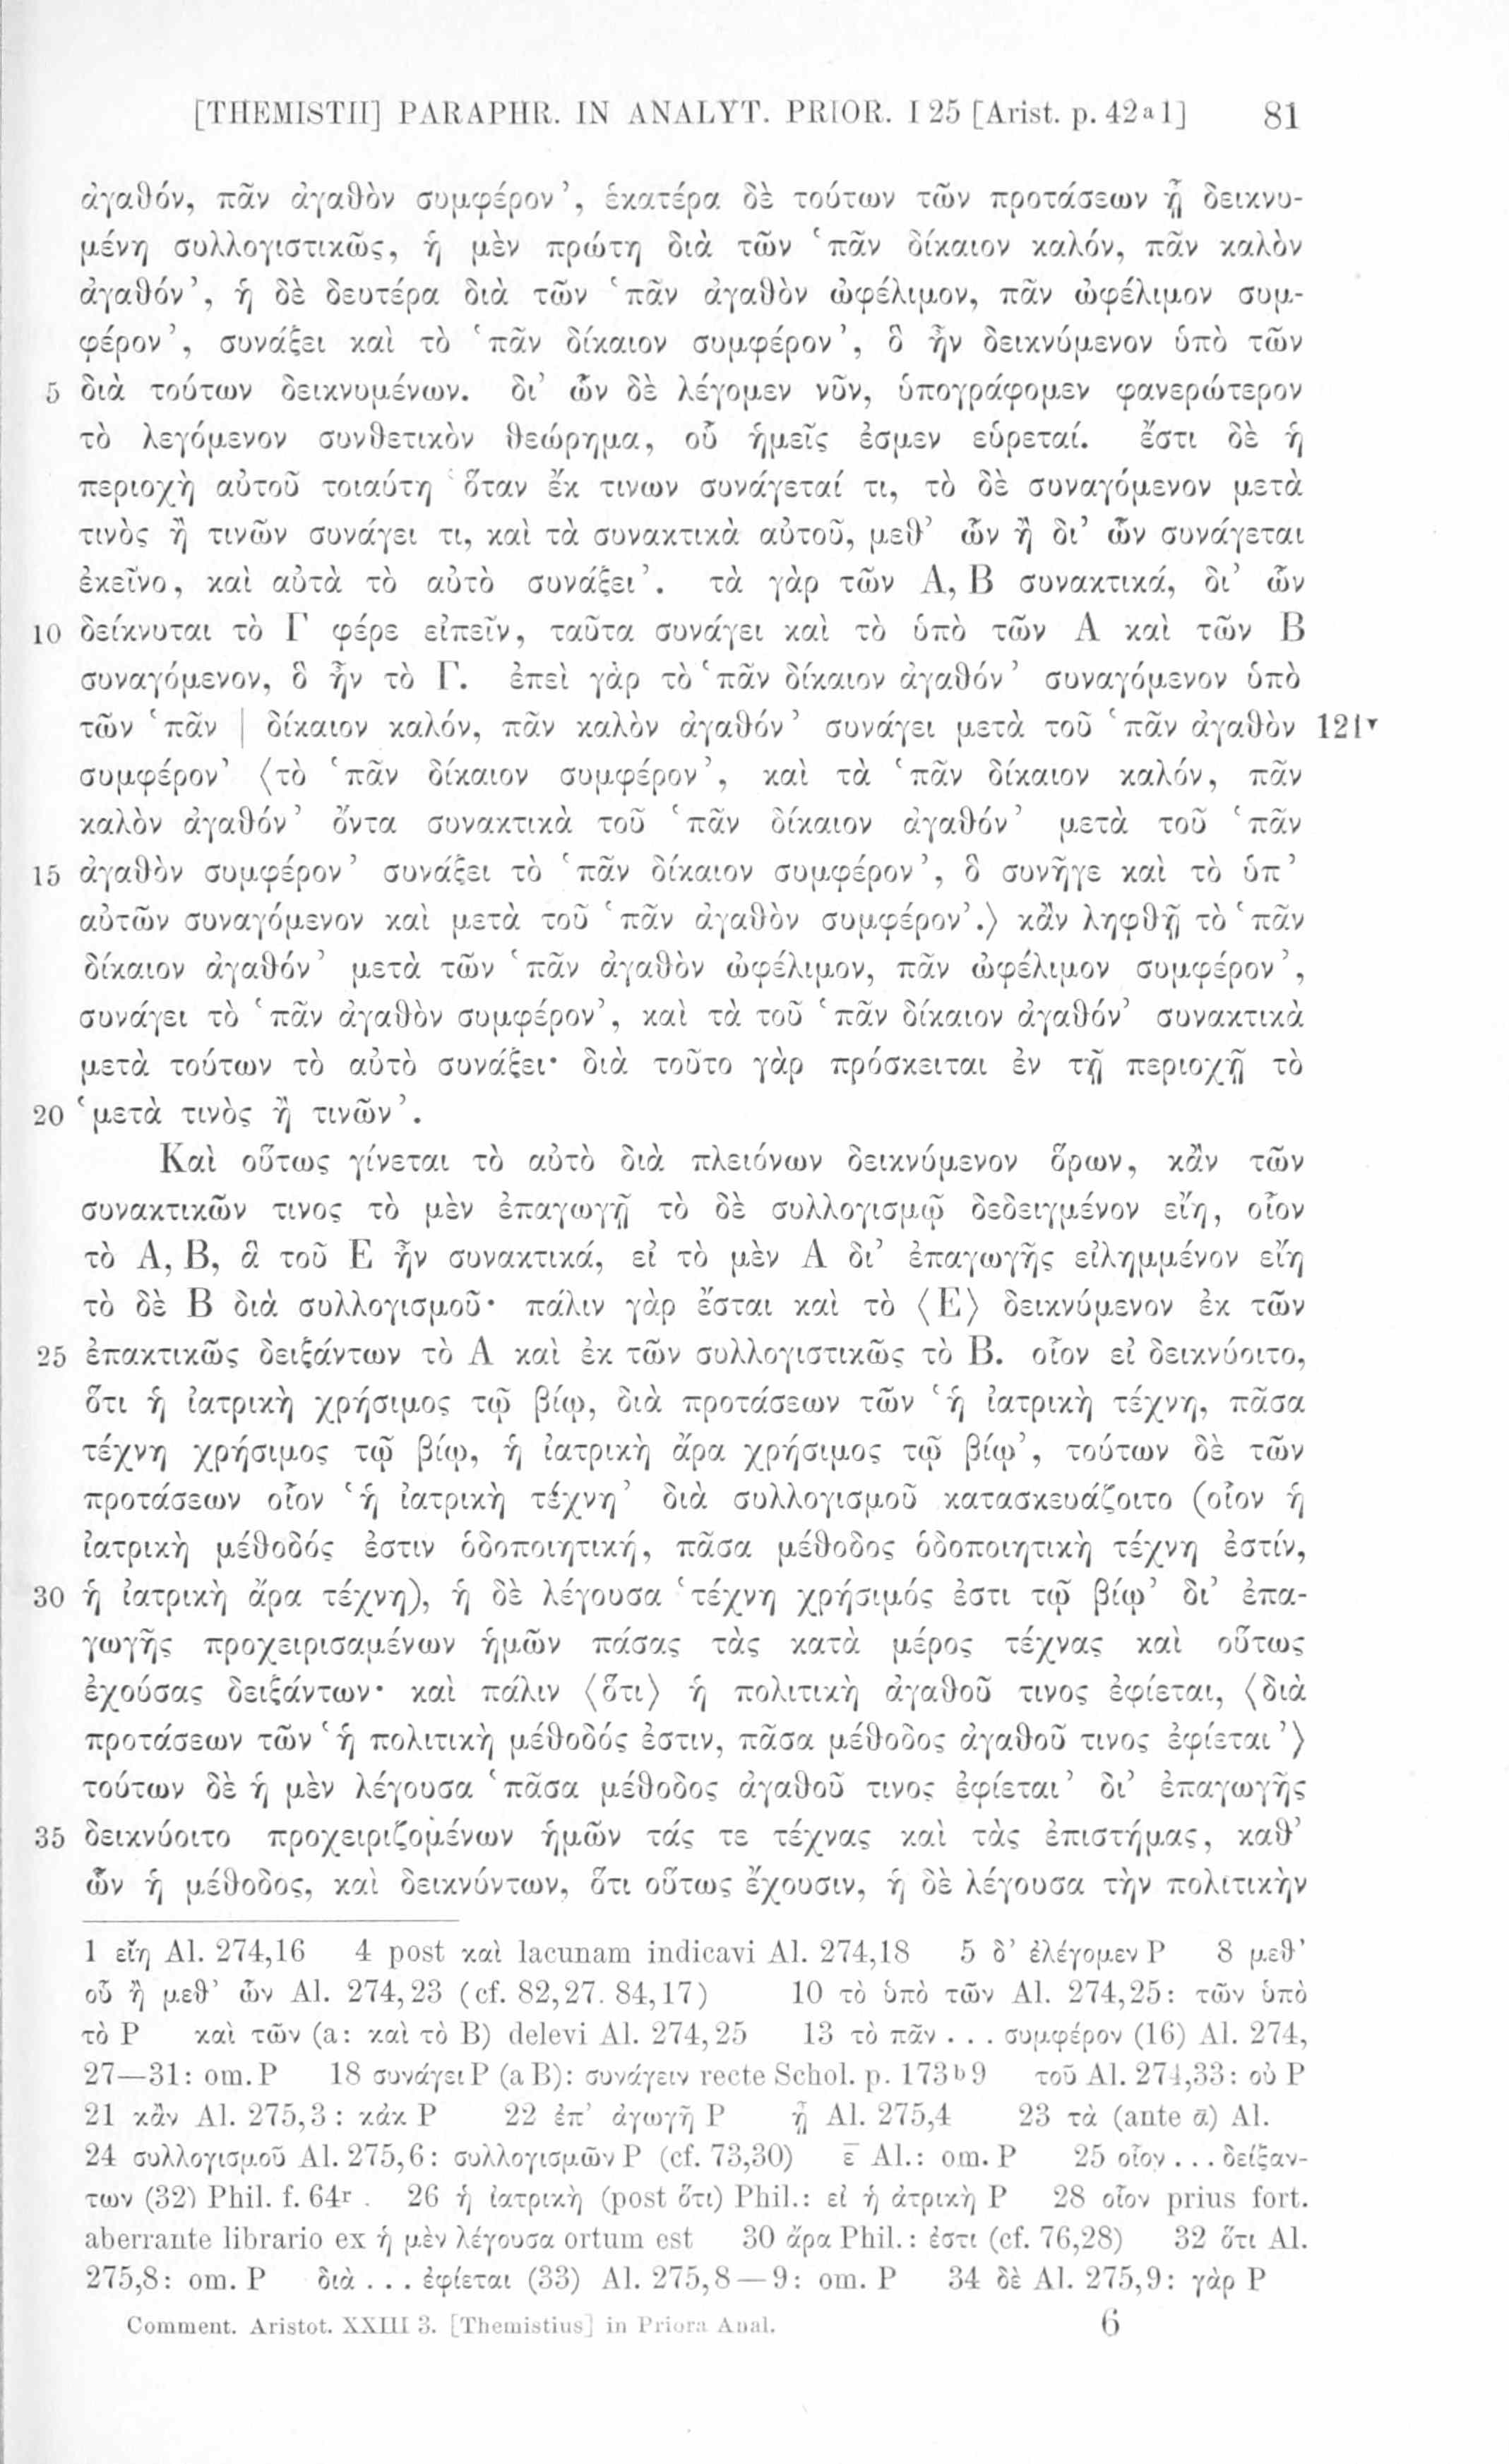 [THEMISTII] PARAPHR. IN ANALYT. PRIOR. I 25 [Arist. p. 42a1] 81
ἀγαθόν, πᾶν ἀγαθὸν συμφέρον’, ἑκατέρα δὲ τούτων τῶν προτάσεων ᾖ δεικνυ-
μένη συλλογιστικῶς, ἡ μὲν πρώτη διὰ τῶν ‘πᾶν δίκαιον καλόν, πᾶν καλὸν
ἀγαθόν’, ἡ δὲ δευτέρα διὰ τῶν ‘πᾶν ἀγαθὸν ὠφέλιμον, πᾶν ὠφέλιμον συμ-
φέρον’, συνάξει καὶ τὸ ‘πᾶν δίκαιον συμφέρον’, ὃ ἦν δεικνύμενον ὑπὸ τῶν
5 διὰ τούτων δεικνυμένων. δι’ ὧν δὲ λέγομεν νῦν, ὑπογράφομεν φανερώτερον
τὸ λεγόμενον συνθετικὸν θεώρημα, οὗ ἡμεῖς ἐσμεν εὑρεταί. ἔστι δὲ ἡ
περιοχὴ αὐτοῦ τοιαύτη ‘ὅταν ἔκ τινων συνάγεταί τι, τὸ δὲ συναγόμενον μετὰ
τινὸς ἢ τινῶν συνάγει τι, καὶ τὰ συνακτικὰ αὐτοῦ, μεθ’ ὧν ἢ δι’ ὧν συνάγεται
ἐκεῖνο, καὶ αὐτὰ τὸ αὐτὸ συνάξει’. τὰ γὰρ τῶν Α, Β συνακτικά, δι’ ὧν
10 δείκνυται τὸ Γ φέρε εἰπεῖν, ταῦτα συνάγει καὶ τὸ ὑπὸ τῶν Α καὶ τῶν Β
συναγόμενον, ὃ ἦν τὸ Γ. ἐπεὶ γὰρ τὸ ‘πᾶν δίκαιον ἀγαθόν’ συναγόμενον ὑπὸ
τῶν ‘πᾶν | δίκαιον καλόν, πᾶν καλὸν ἀγαθόν’ συνάγει μετὰ τοῦ ‘πᾶν ἀγαθὸν 121v
συμφέρον’ ⟨τὸ ‘πᾶν δίκαιον συμφέρον’, καὶ τὰ ‘πᾶν δίκαιον καλόν, πᾶν
καλὸν ἀγαθόν’ ὄντα συνακτικὰ τοῦ ‘πᾶν δίκαιον ἀγαθόν’ μετὰ τοῦ ‘πᾶν
15 ἀγαθὸν συμφέρον’ συνάξει τὸ ‘πᾶν δίκαιον συμφέρον’, ὃ συνῆγε καὶ τὸ ὑπ’
αὐτῶν συναγόμενον καὶ μετὰ τοῦ ‘πᾶν ἀγαθὸν συμφέρον’.⟩ κἂν ληφθῇ τὸ ‘πᾶν
δίκαιον ἀγαθόν’ μετὰ τῶν ‘πᾶν ἀγαθὸν ὠφέλιμον, πᾶν ὠφέλιμον συμφέρον’,
συνάγει τὸ ‘πᾶν ἀγαθὸν συμφέρον’, καὶ τὰ τοῦ ‘πᾶν δίκαιον ἀγαθόν’ συνακτικὰ
μετὰ τούτων τὸ αὐτὸ συνάξει· διὰ τοῦτο γὰρ πρόσκειται ἐν τῇ περιοχῇ τὸ
20 ‘μετὰ τινὸς ἢ τινῶν’.
Καὶ οὕτως γίνεται τὸ αὐτὸ διὰ πλειόνων δεικνύμενον ὅρων, κἂν τῶν
συνακτικῶν τινος τὸ μὲν ἐπαγωγῇ τὸ δὲ συλλογισμῷ δεδειγμένον εἴη, οἷον
τὸ Α, Β, ἃ τοῦ Ε ἦν συνακτικά, εἰ τὸ μὲν Α δι’ ἐπαγωγῆς εἰλημμένον εἴη
τὸ δὲ Β διὰ συλλογισμοῦ· πάλιν γὰρ ἔσται καὶ τὸ ⟨Ε⟩ δεικνύμενον ἐκ τῶν
25 ἐπακτικῶς δειξάντων τὸ Α καὶ ἐκ τῶν συλλογιστικῶς τὸ Β. οἷον εἰ δεικνύοιτο,
ὅτι ἡ ἰατρικὴ χρήσιμος τῷ βίῳ, διὰ προτάσεων τῶν ‘ἡ ἰατρικὴ τέχνη, πᾶσα
τέχνη χρήσιμος τῷ βίῳ, ἡ ἰατρικὴ ἄρα χρήσιμος τῷ βίῳ’, τούτων δὲ τῶν
προτάσεων οἷον ‘ἡ ἰατρικὴ τέχνη’ διὰ συλλογισμοῦ κατασκευάζοιτο (οἷον ἡ
ἰατρικὴ μέθοδός ἐστιν ὁδοποιητική, πᾶσα μέθοδος ὁδοποιητικὴ τέχνη ἐστίν,
30 ἡ ἰατρικὴ ἄρα τέχνη), ἡ δὲ λέγουσα ‘τέχνη χρήσιμός ἐστι τῷ βίῳ’ δι’ ἐπα-
γωγῆς προχειρισαμένων ἡμῶν πάσας τὰς κατὰ μέρος τέχνας καὶ οὕτως
ἐχούσας δειξάντων· καὶ πάλιν ⟨ὅτι⟩ ἡ πολιτικὴ ἀγαθοῦ τινος ἐφίεται, ⟨διὰ
προτάσεων τῶν ‘ἡ πολιτικὴ μέθοδός ἐστιν, πᾶσα μέθοδος ἀγαθοῦ τινος ἐφίεται’⟩
τούτων δὲ ἡ μὲν λέγουσα ‘πᾶσα μέθοδος ἀγαθοῦ τινος ἐφίεται’ δι’ ἐπαγωγῆς
35 δεικνύοιτο προχειριζομένων ἡμῶν τάς τε τέχνας καὶ τὰς ἐπιστήμας, καθ’
ὧν ἡ μέθοδος, καὶ δεικνύντων, ὅτι οὕτως ἔχουσιν, ἡ δὲ λέγουσα τὴν πολιτικὴν
1 εἴη Al. 274,16 4 post καὶ lacunam indicavi Al. 274,18 5 δ’ ἐλέγομεν P 8 μεθ’
οὗ ἢ μεθ’ ὧν Al. 274,23 (cf. 82,27. 84,17) 10 τὸ ὑπὸ τῶν Al. 274,25: τῶν ὑπὸ
τὸ P καὶ τῶν (a: καὶ τὸ B) delevi Al. 274,25 13 τὸ πᾶν . . . συμφέρον (16) Al. 274,
27—31: om. P 18 συνάγει P (a B): συνάγειν recte Schol. p. 173b9 τοῦ Al. 274,33: οὐ P
21 κἂν Al. 275,3: κἀκ P 22 ἐπ’ ἀγωγῇ P ᾖ Al. 275,4 23 τὰ (ante ᾱ) Al.
24 συλλογισμοῦ Al. 275,6: συλλογισμῶν P (cf. 73,30) ε̄ Al.: om. P 25 οἷον . . . δείξαν-
των (32) Phil. f. 64r . 26 ἡ ἰατρικὴ (post ὅτι) Phil.: εἰ ἡ ἀτρικὴ P 28 οἷον prius fort.
aberrante librario ex ἡ μὲν λέγουσα ortum est 30 ἄρα Phil.: ἐστι (cf. 76,28) 32 ὅτι Al.
275,8: om. P διὰ . . . ἐφίεται (33) Al. 275,8—9: om. P 34 δὲ Al. 275,9: γὰρ P
Comment. Aristot. XXIII 3. [Themistius] in Priora Anal. 6